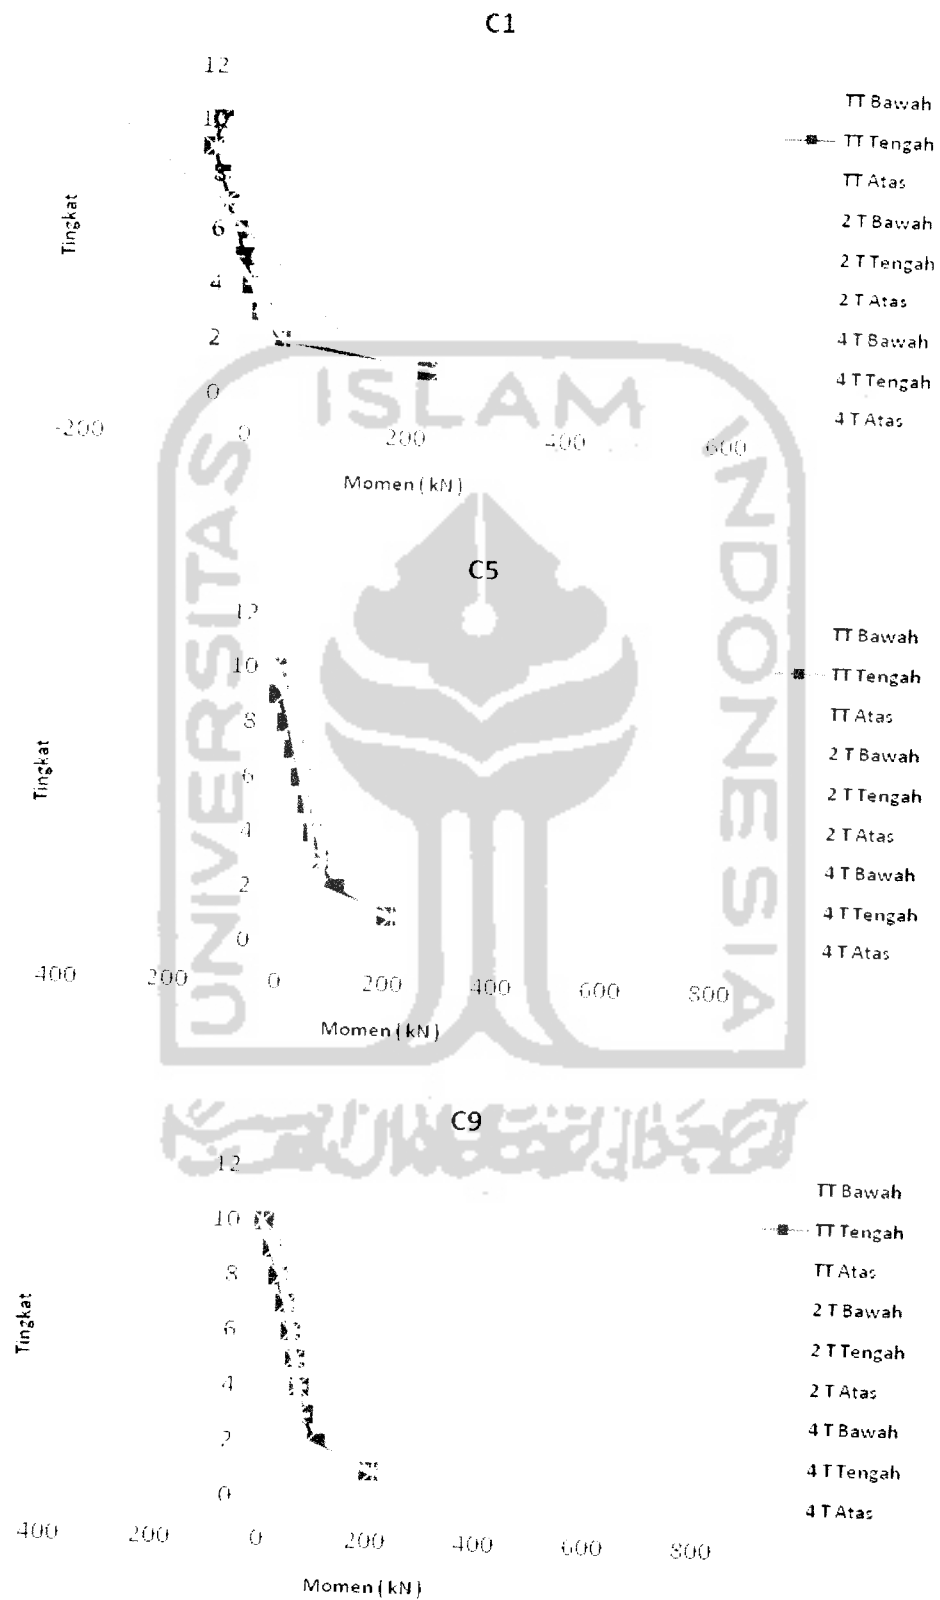 C1
12
10
8
6
4
2
0
Tingkat
-200 0 200 400 600
Momen (kN)
TT Bawah
TT Tengah
TT Atas
2 T Bawah
2 T Tengah
2 T Atas
4 T Bawah
4 T Tengah
4 T Atas
ISLAM
UNIVERSITAS
INDONESIA
C5
12
10
8
6
4
2
0
Tingkat
400 200 0 200 400 600 800
Momen (kN)
TT Bawah
TT Tengah
TT Atas
2 T Bawah
2 T Tengah
2 T Atas
4 T Bawah
4 T Tengah
4 T Atas
C9
12
10
8
6
4
2
0
Tingkat
400 200 0 200 400 600 800
Momen (kN)
TT Bawah
TT Tengah
TT Atas
2 T Bawah
2 T Tengah
2 T Atas
4 T Bawah
4 T Tengah
4 T Atas